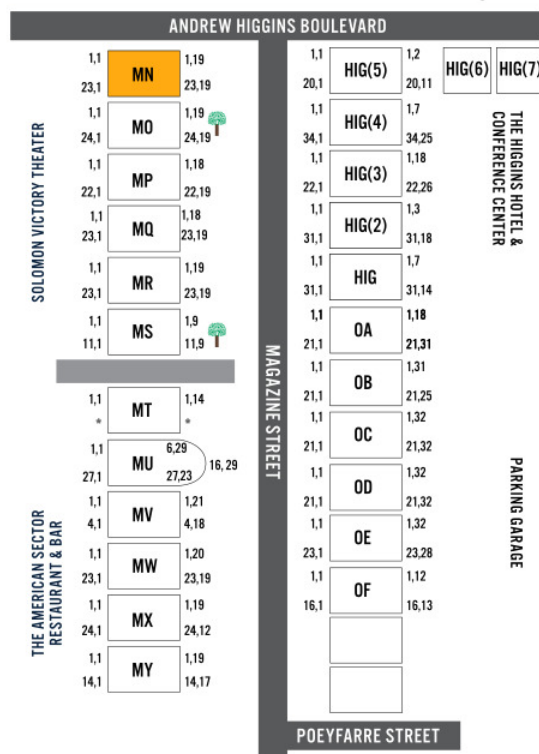 ANDREW HIGGINS BOULEVARD
SOLOMON VICTORY THEATER
1,1 MN 1,19
23,1 23,19
1,1 MO 1,19
24,1 24,19
1,1 MP 1,18
22,1 22,19
1,1 MQ 1,18
23,1 23,19
1,1 MR 1,19
23,1 23,19
1,1 MS 1,9
11,1 11,9
THE AMERICAN SECTOR
RESTAURANT & BAR
1,1 MT 1,14
* *
1,1 MU 6,29
16, 29
27,1 27,23
1,1 MV 1,21
4,1 4,18
1,1 MW 1,20
23,1 23,19
1,1 MX 1,19
24,1 24,12
1,1 MY 1,19
14,1 14,17
MAGAZINE STREET
1,1 HIG(5) 1,2
20,1 20,11
HIG(6) HIG(7)
1,1 HIG(4) 1,7
34,1 34,25
1,1 HIG(3) 1,18
22,1 22,26
1,1 HIG(2) 1,3
31,1 31,18
1,1 HIG 1,7
31,1 31,14
1,1 OA 1,18
21,1 21,31
1,1 OB 1,31
21,1 21,25
1,1 OC 1,32
21,1 21,32
1,1 OD 1,32
21,1 21,32
1,1 OE 1,32
23,1 23,28
1,1 OF 1,12
16,1 16,13
THE HIGGINS HOTEL &
CONFERENCE CENTER
PARKING GARAGE
POEYFARRE STREET